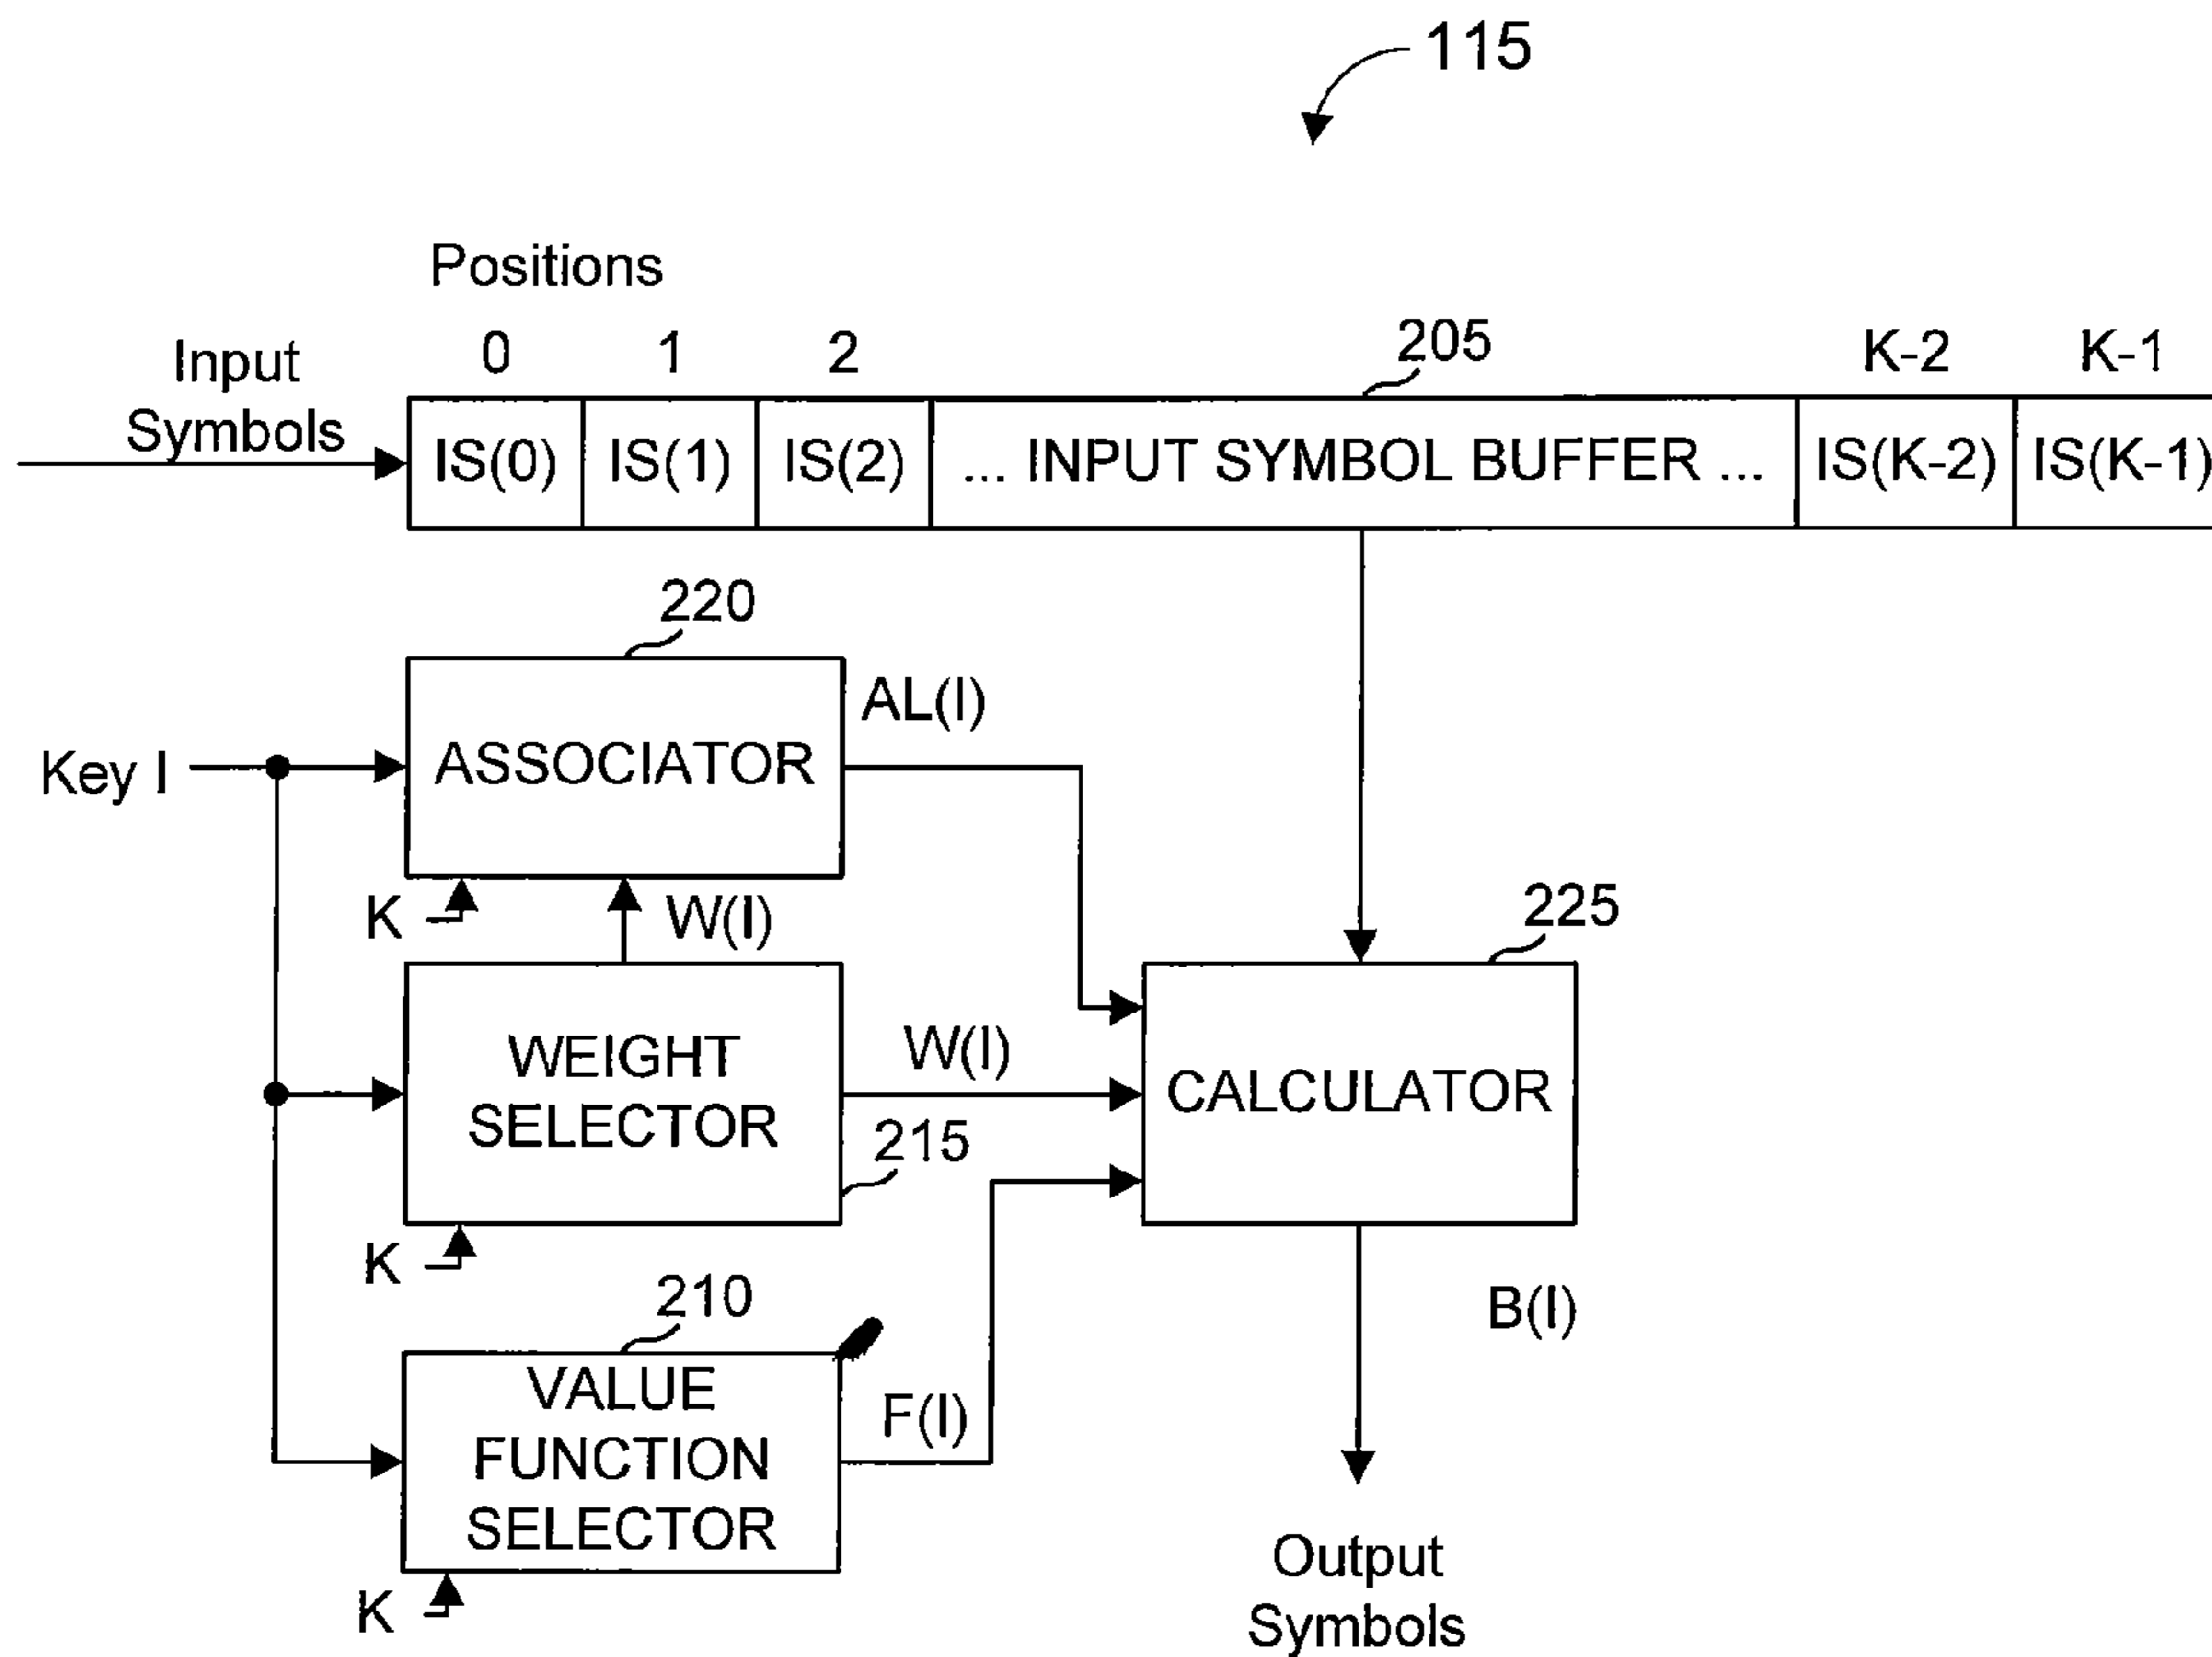 115
Positions
Input
Symbols
0 1 2 205 K-2 K-1
IS(0) IS(1) IS(2) ... INPUT SYMBOL BUFFER ... IS(K-2) IS(K-1)
220
AL(I)
Key I
ASSOCIATOR
K
W(I)
225
WEIGHT
SELECTOR
W(I)
215
CALCULATOR
K
210
B(I)
VALUE
FUNCTION
SELECTOR
F(I)
K
Output
Symbols